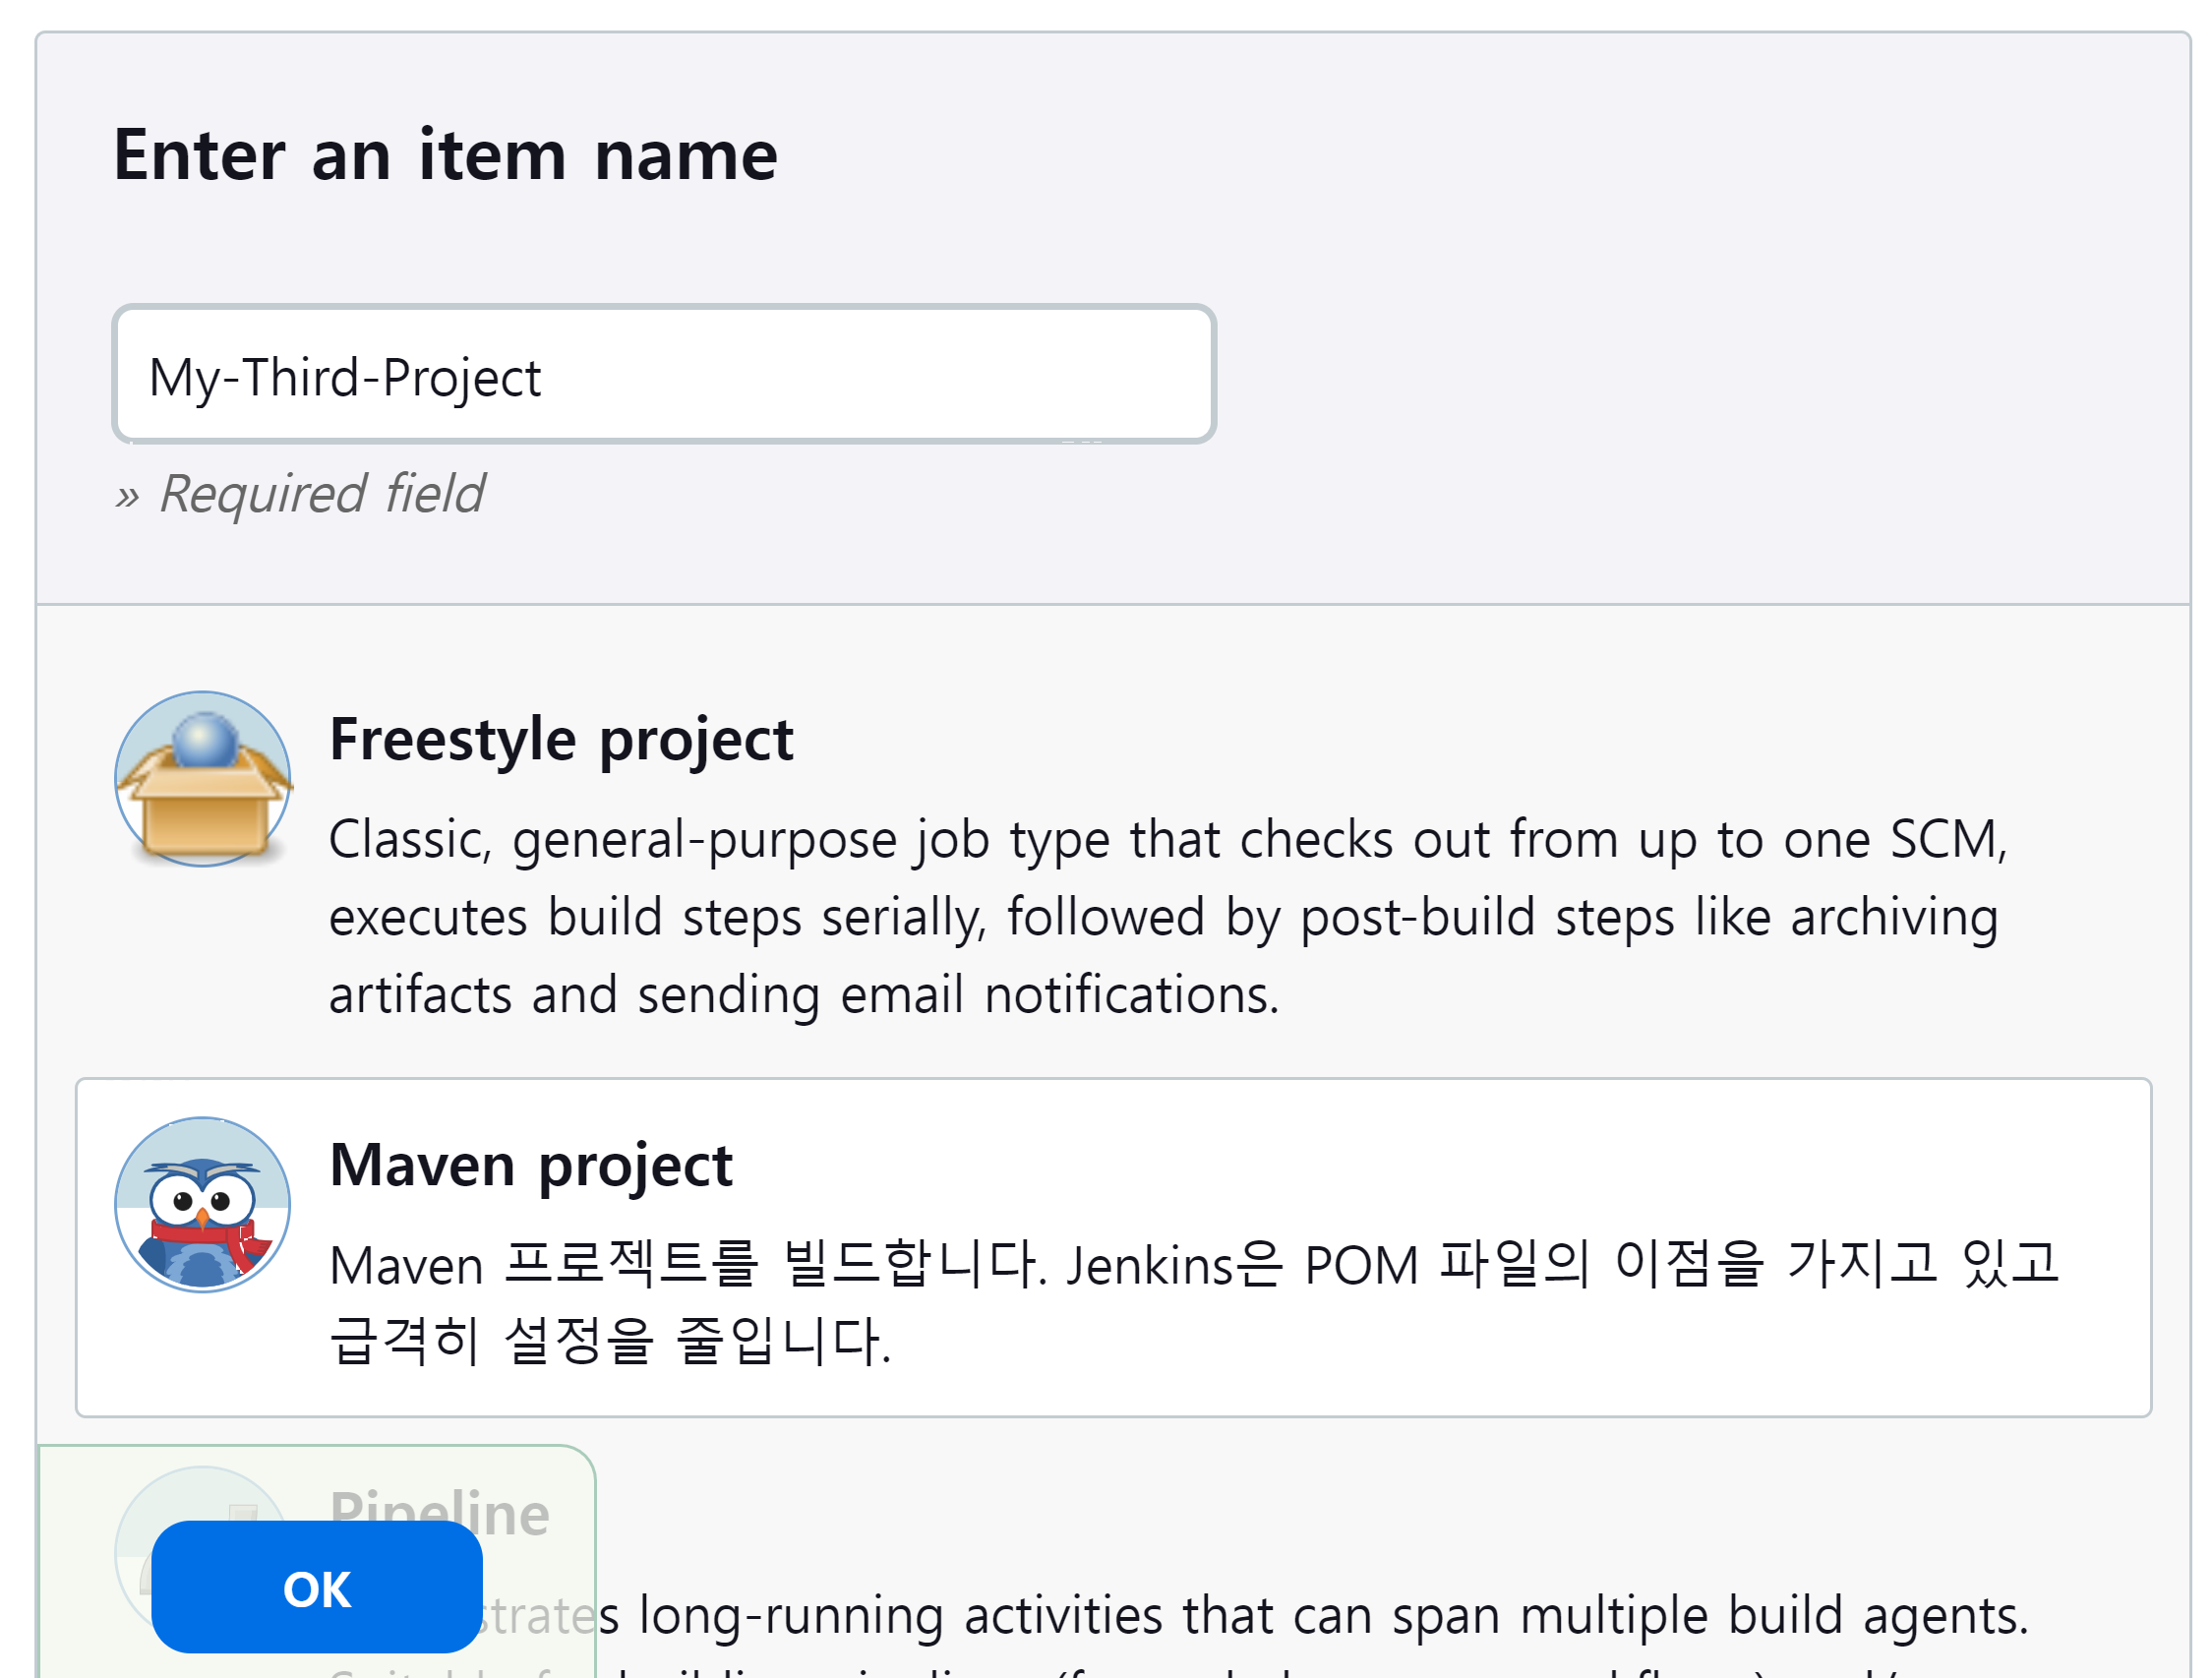 Enter an item name
My-Third-Project
» Required field
Freestyle project
Classic, general-purpose job type that checks out from up to one SCM,
executes build steps serially, followed by post-build steps like archiving
artifacts and sending email notifications.
Maven project
Maven 프로젝트를 빌드합니다. Jenkins은 POM 파일의 이점을 가지고 있고
급격히 설정을 줄입니다.
Pipeline
OK
long-running activities that can span multiple build agents.